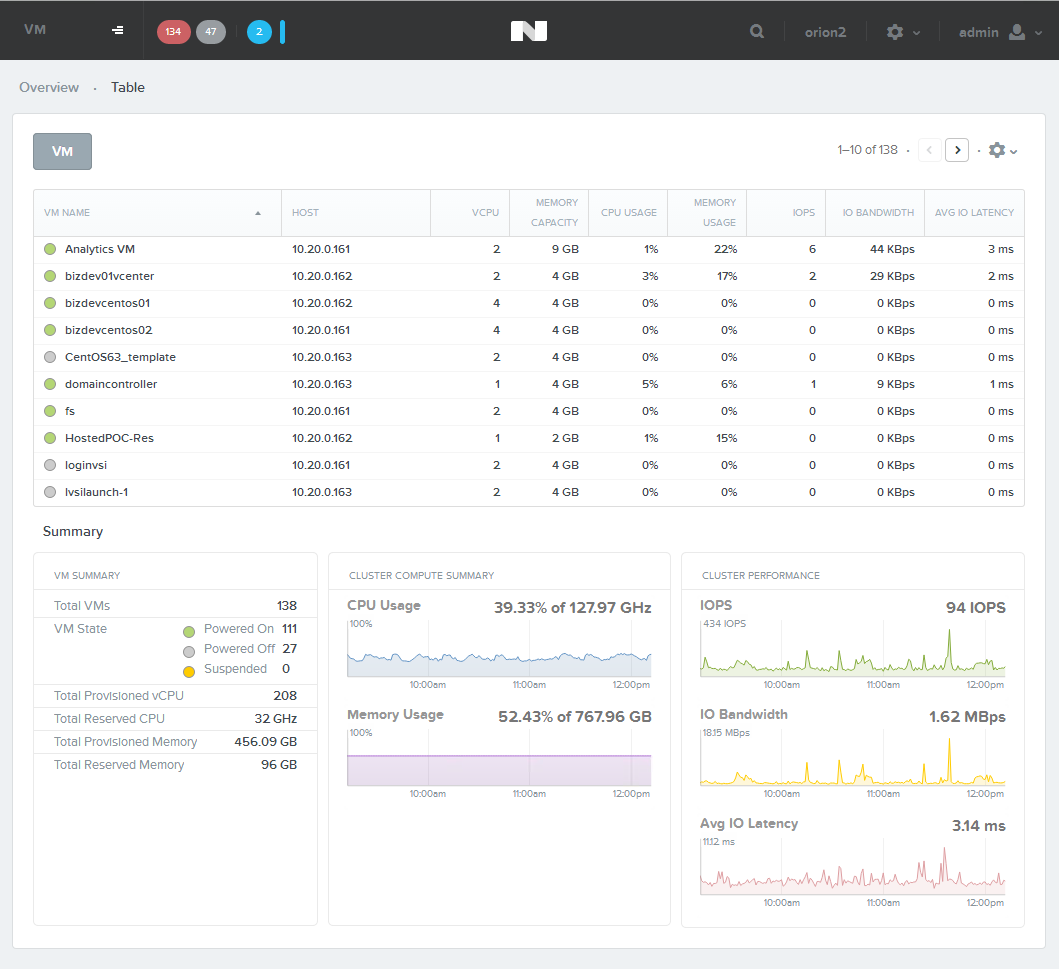 VM 134 47 2 N orion2 admin
Overview · Table
VM 1–10 of 138 · < > ·
VM NAME HOST VCPU MEMORY CAPACITY CPU USAGE MEMORY USAGE IOPS IO BANDWIDTH AVG IO LATENCY
Analytics VM 10.20.0.161 2 9 GB 1% 22% 6 44 KBps 3 ms
bizdev01vcenter 10.20.0.162 2 4 GB 3% 17% 2 29 KBps 2 ms
bizdevcentos01 10.20.0.162 4 4 GB 0% 0% 0 0 KBps 0 ms
bizdevcentos02 10.20.0.161 4 4 GB 0% 0% 0 0 KBps 0 ms
CentOS63_template 10.20.0.163 2 4 GB 0% 0% 0 0 KBps 0 ms
domaincontroller 10.20.0.163 1 4 GB 5% 6% 1 9 KBps 1 ms
fs 10.20.0.161 2 4 GB 0% 0% 0 0 KBps 0 ms
HostedPOC-Res 10.20.0.162 1 2 GB 1% 15% 0 0 KBps 0 ms
loginvsi 10.20.0.161 2 4 GB 0% 0% 0 0 KBps 0 ms
lvsilaunch-1 10.20.0.163 2 4 GB 0% 0% 0 0 KBps 0 ms
Summary
VM SUMMARY
Total VMs 138
VM State Powered On 111
Powered Off 27
Suspended 0
Total Provisioned vCPU 208
Total Reserved CPU 32 GHz
Total Provisioned Memory 456.09 GB
Total Reserved Memory 96 GB
CLUSTER COMPUTE SUMMARY
CPU Usage 39.33% of 127.97 GHz
100%
10:00am 11:00am 12:00pm
Memory Usage 52.43% of 767.96 GB
100%
10:00am 11:00am 12:00pm
CLUSTER PERFORMANCE
IOPS 94 IOPS
434 IOPS
10:00am 11:00am 12:00pm
IO Bandwidth 1.62 MBps
18.15 MBps
10:00am 11:00am 12:00pm
Avg IO Latency 3.14 ms
11.12 ms
10:00am 11:00am 12:00pm